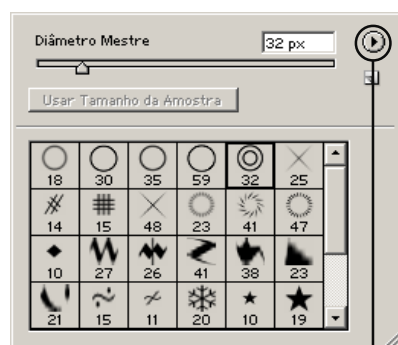 Diâmetro Mestre 32 px
Usar Tamanho da Amostra
18 30 35 59 32 25
14 15 48 23 41 47
10 27 26 41 38 23
21 15 11 20 10 19